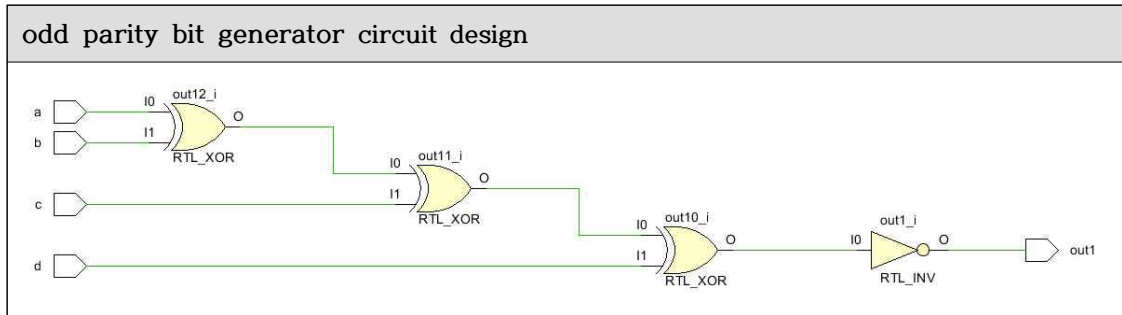 odd parity bit generator circuit design
out12_i
a
I0
O
b
I1
RTL_XOR
out11_i
I0
O
c
I1
RTL_XOR
out10_i
I0
O
d
I1
RTL_XOR
out1_i
I0
O
RTL_INV
out1